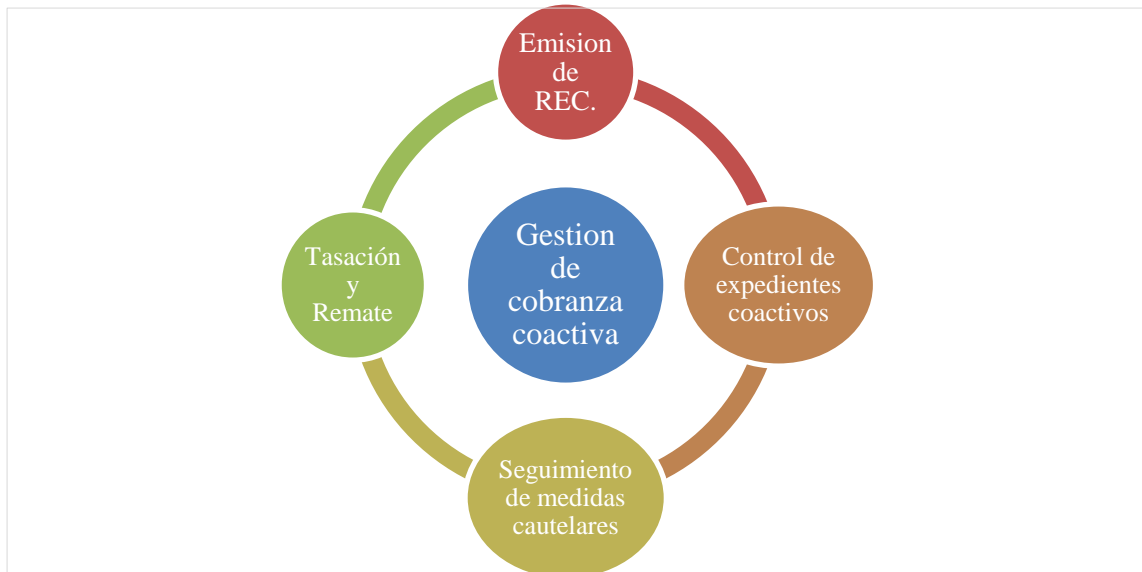 Emision
de
REC.
Gestion
de
cobranza
coactiva
Control de
expedientes
coactivos
Seguimiento
de medidas
cautelares
Tasación
y
Remate